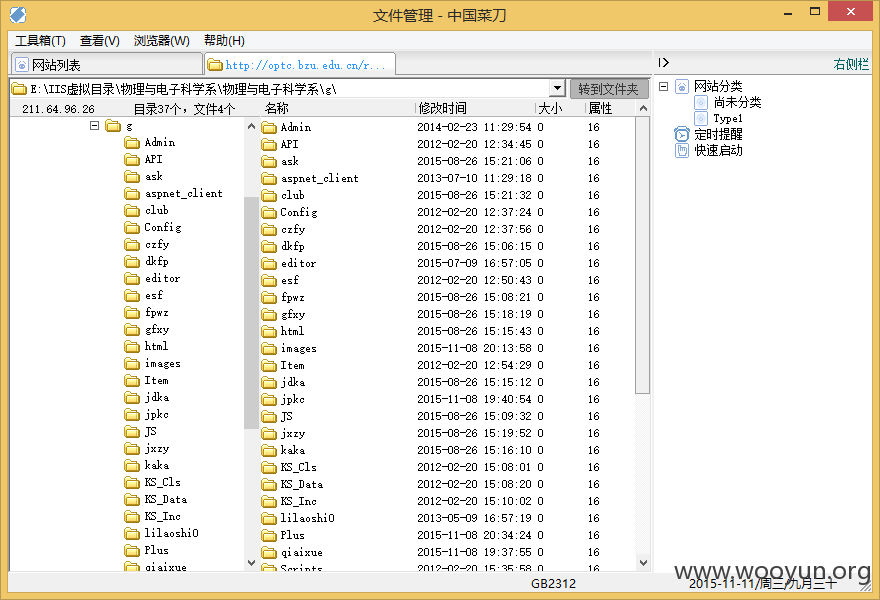 文件管理 - 中国菜刀
工具箱(T) 查看(V) 浏览器(W) 帮助(H)
网站列表 http://optc.bzu.edu.cn/r... 右侧栏
E:\IIS虚拟目录\物理与电子科学系\物理与电子科学系\g\ 转到文件夹
211.64.96.26 目录37个，文件4个 名称 修改时间 大小 属性
g
Admin
API
ask
aspnet_client
club
Config
czfy
dkfp
editor
esf
fpwz
gfxy
html
images
Item
jdka
jpkc
JS
jxzy
kaka
KS_Cls
KS_Data
KS_Inc
lilaoshi0
Plus
qiaixue
Admin 2014-02-23 11:29:54 0 16
API 2012-02-20 12:34:45 0 16
ask 2015-08-26 15:21:06 0 16
aspnet_client 2013-07-10 11:29:18 0 16
club 2015-08-26 15:21:32 0 16
Config 2012-02-20 12:37:24 0 16
czfy 2012-02-20 12:37:56 0 16
dkfp 2015-08-26 15:06:15 0 16
editor 2015-07-09 16:57:05 0 16
esf 2012-02-20 12:50:43 0 16
fpwz 2015-08-26 15:08:21 0 16
gfxy 2015-08-26 15:18:19 0 16
html 2015-08-26 15:15:43 0 16
images 2015-11-08 20:13:58 0 16
Item 2012-02-20 12:54:29 0 16
jdka 2015-08-26 15:15:12 0 16
jpkc 2015-11-08 19:40:54 0 16
JS 2015-08-26 15:09:32 0 16
jxzy 2015-08-26 15:19:52 0 16
kaka 2015-08-26 15:16:10 0 16
KS_Cls 2012-02-20 15:08:01 0 16
KS_Data 2012-02-20 15:08:20 0 16
KS_Inc 2012-02-20 15:10:02 0 16
lilaoshi0 2013-05-09 16:57:19 0 16
Plus 2015-11-08 20:34:24 0 16
qiaixue 2015-11-08 19:37:55 0 16
Scripts 2012-02-20 15:35:58 0 16
网站分类
尚未分类
Type1
定时提醒
快速启动
GB2312 2015-11-11/周三/九月三十
www.wooyun.org